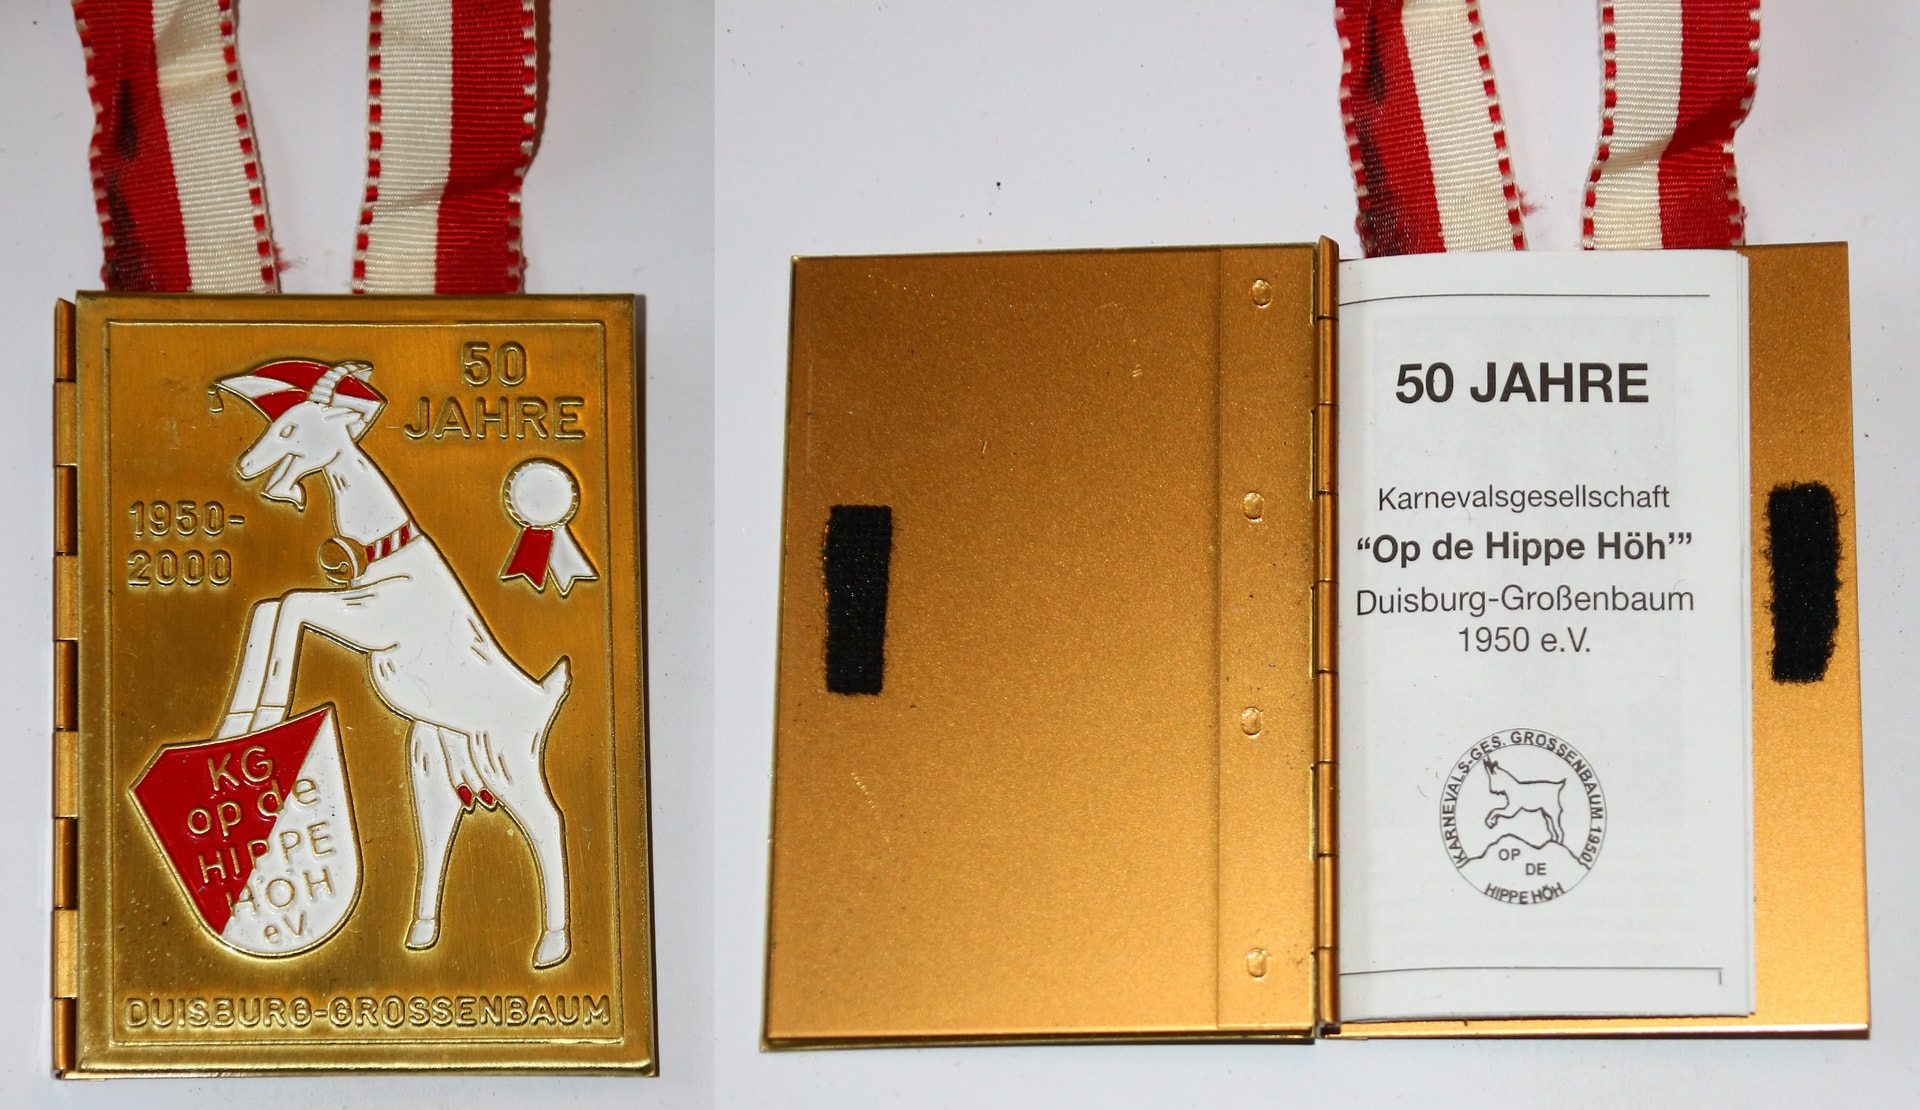 50
JAHRE
1950-
2000
KG
op de
HIPPE
HÖH
e.V.
DUISBURG-GROSSENBAUM
50 JAHRE
Karnevalsgesellschaft
“Op de Hippe Höh’”
Duisburg-Großenbaum
1950 e.V.
KARNEVALS-GES. GROSSENBAUM 1950
OP
DE
HIPPE HÖH
1